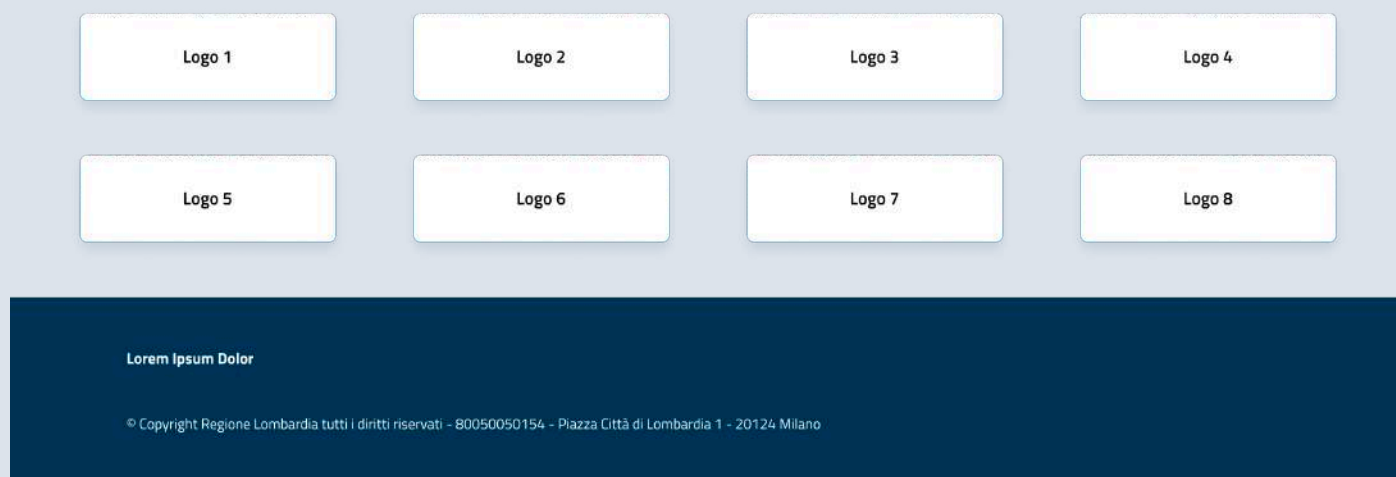 Logo 1
Logo 2
Logo 3
Logo 4
Logo 5
Logo 6
Logo 7
Logo 8
Lorem Ipsum Dolor
© Copyright Regione Lombardia tutti i diritti riservati - 80050050154 - Piazza Città di Lombardia 1 - 20124 Milano